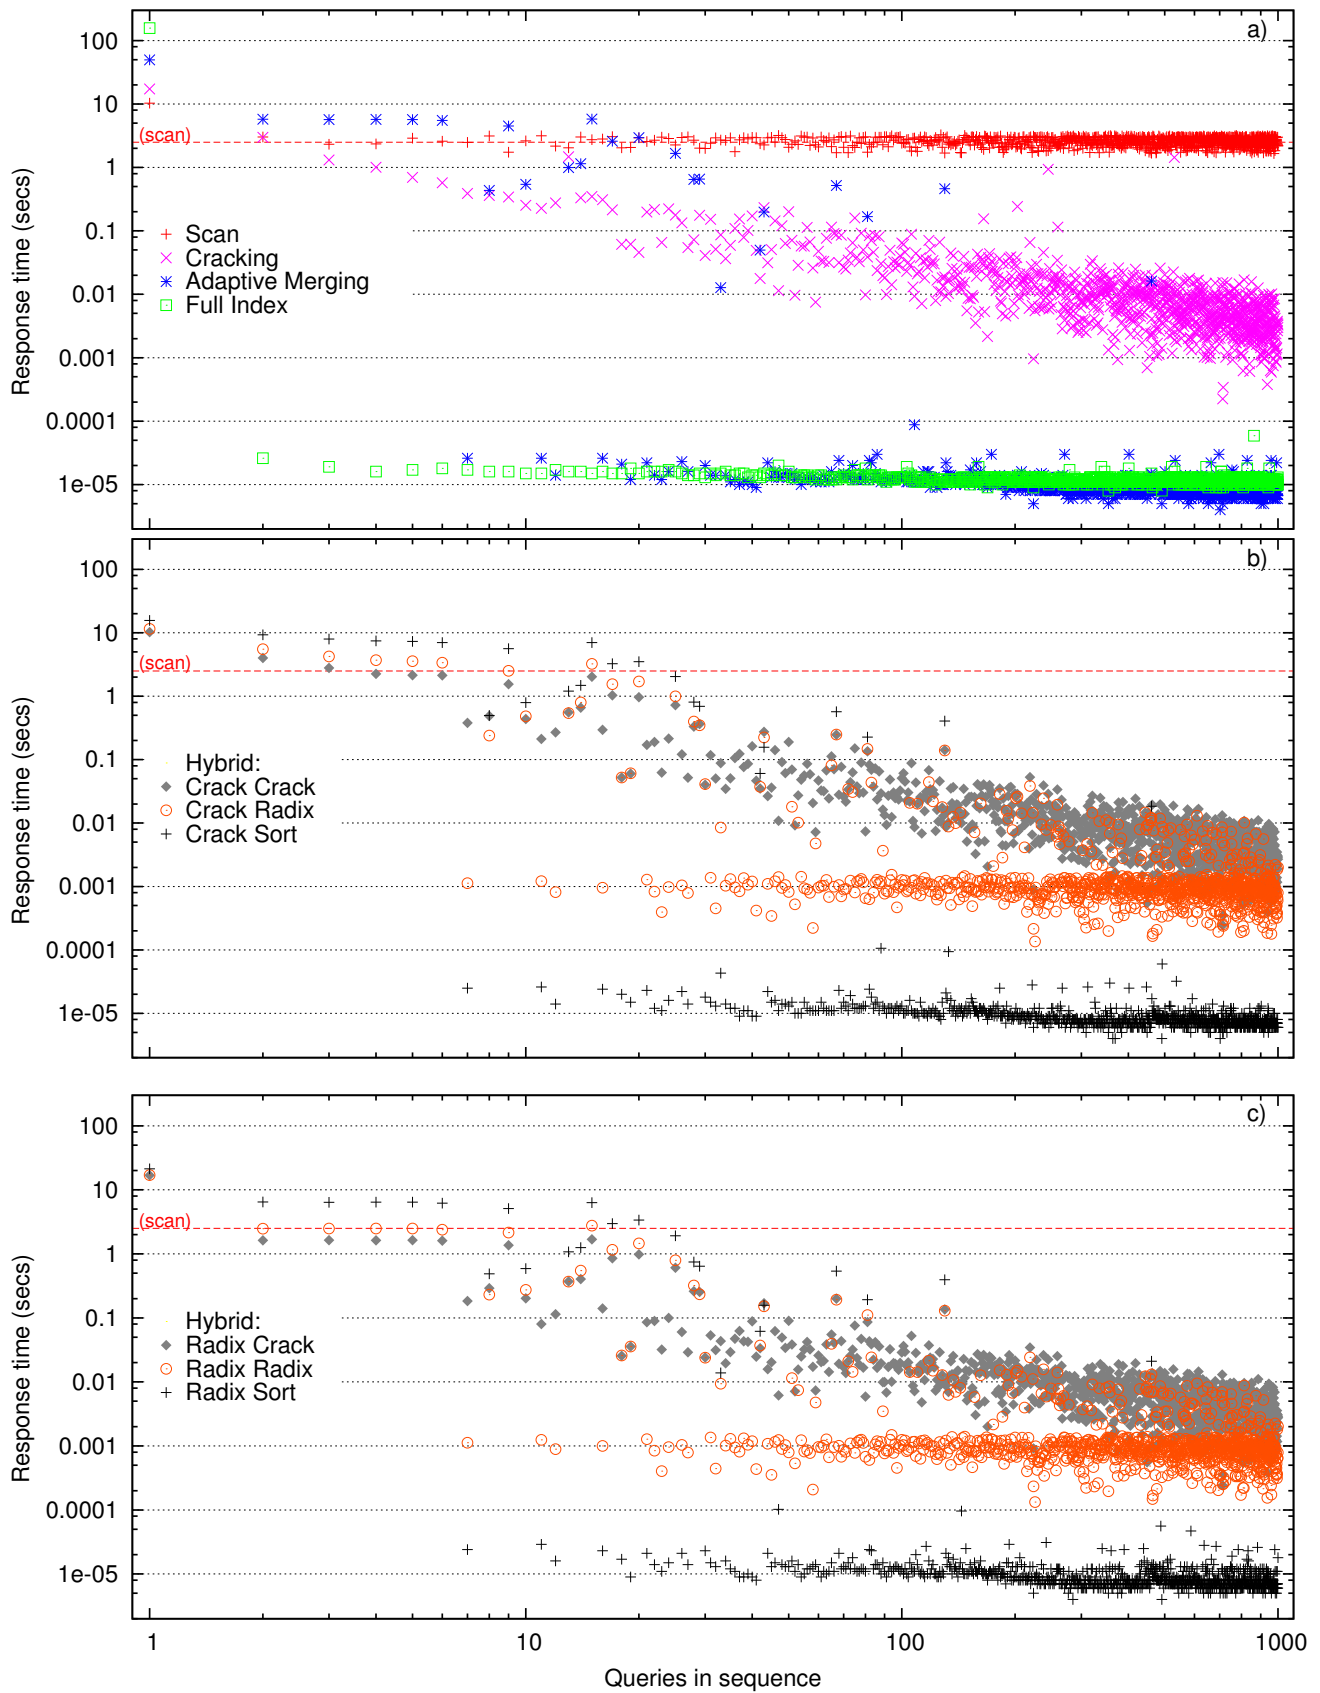 a)
100
10
(scan)
1
0.1
0.01
0.001
0.0001
1e-05
Response time (secs)
Scan
Cracking
Adaptive Merging
Full Index
b)
100
10
(scan)
1
0.1
0.01
0.001
0.0001
1e-05
Response time (secs)
Hybrid:
Crack Crack
Crack Radix
Crack Sort
c)
100
10
(scan)
1
0.1
0.01
0.001
0.0001
1e-05
Response time (secs)
Hybrid:
Radix Crack
Radix Radix
Radix Sort
1 10 100 1000
Queries in sequence